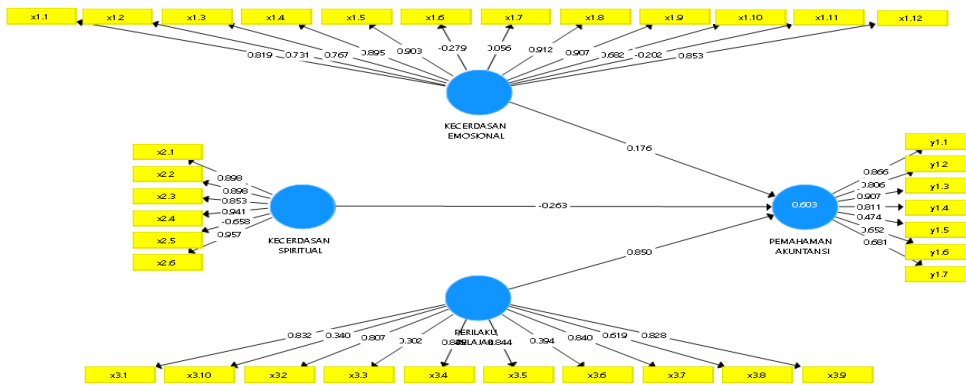 x1.1 x1.2 x1.3 x1.4 x1.5 x1.6 x1.7 x1.8 x1.9 x1.10 x1.11 x1.12
0.819 0.731 0.767 0.895 0.903 -0.279 0.056 0.912 0.907 0.682 -0.202 0.853
KECERDASAN
EMOSIONAL
0.176
x2.1
x2.2
x2.3
x2.4
x2.5
x2.6
0.898
0.898
0.853
0.941
-0.658
0.957
KECERDASAN
SPIRITUAL
-0.263
0.603
PEMAHAMAN
AKUNTANSI
0.866
0.806
0.907
0.811
0.474
0.652
0.681
y1.1
y1.2
y1.3
y1.4
y1.5
y1.6
y1.7
0.850
PERILAKU
BELAJAR
0.832 0.340 0.807 0.302 0.844 0.394 0.840 0.619 0.828
x3.1 x3.10 x3.2 x3.3 x3.4 x3.5 x3.6 x3.7 x3.8 x3.9